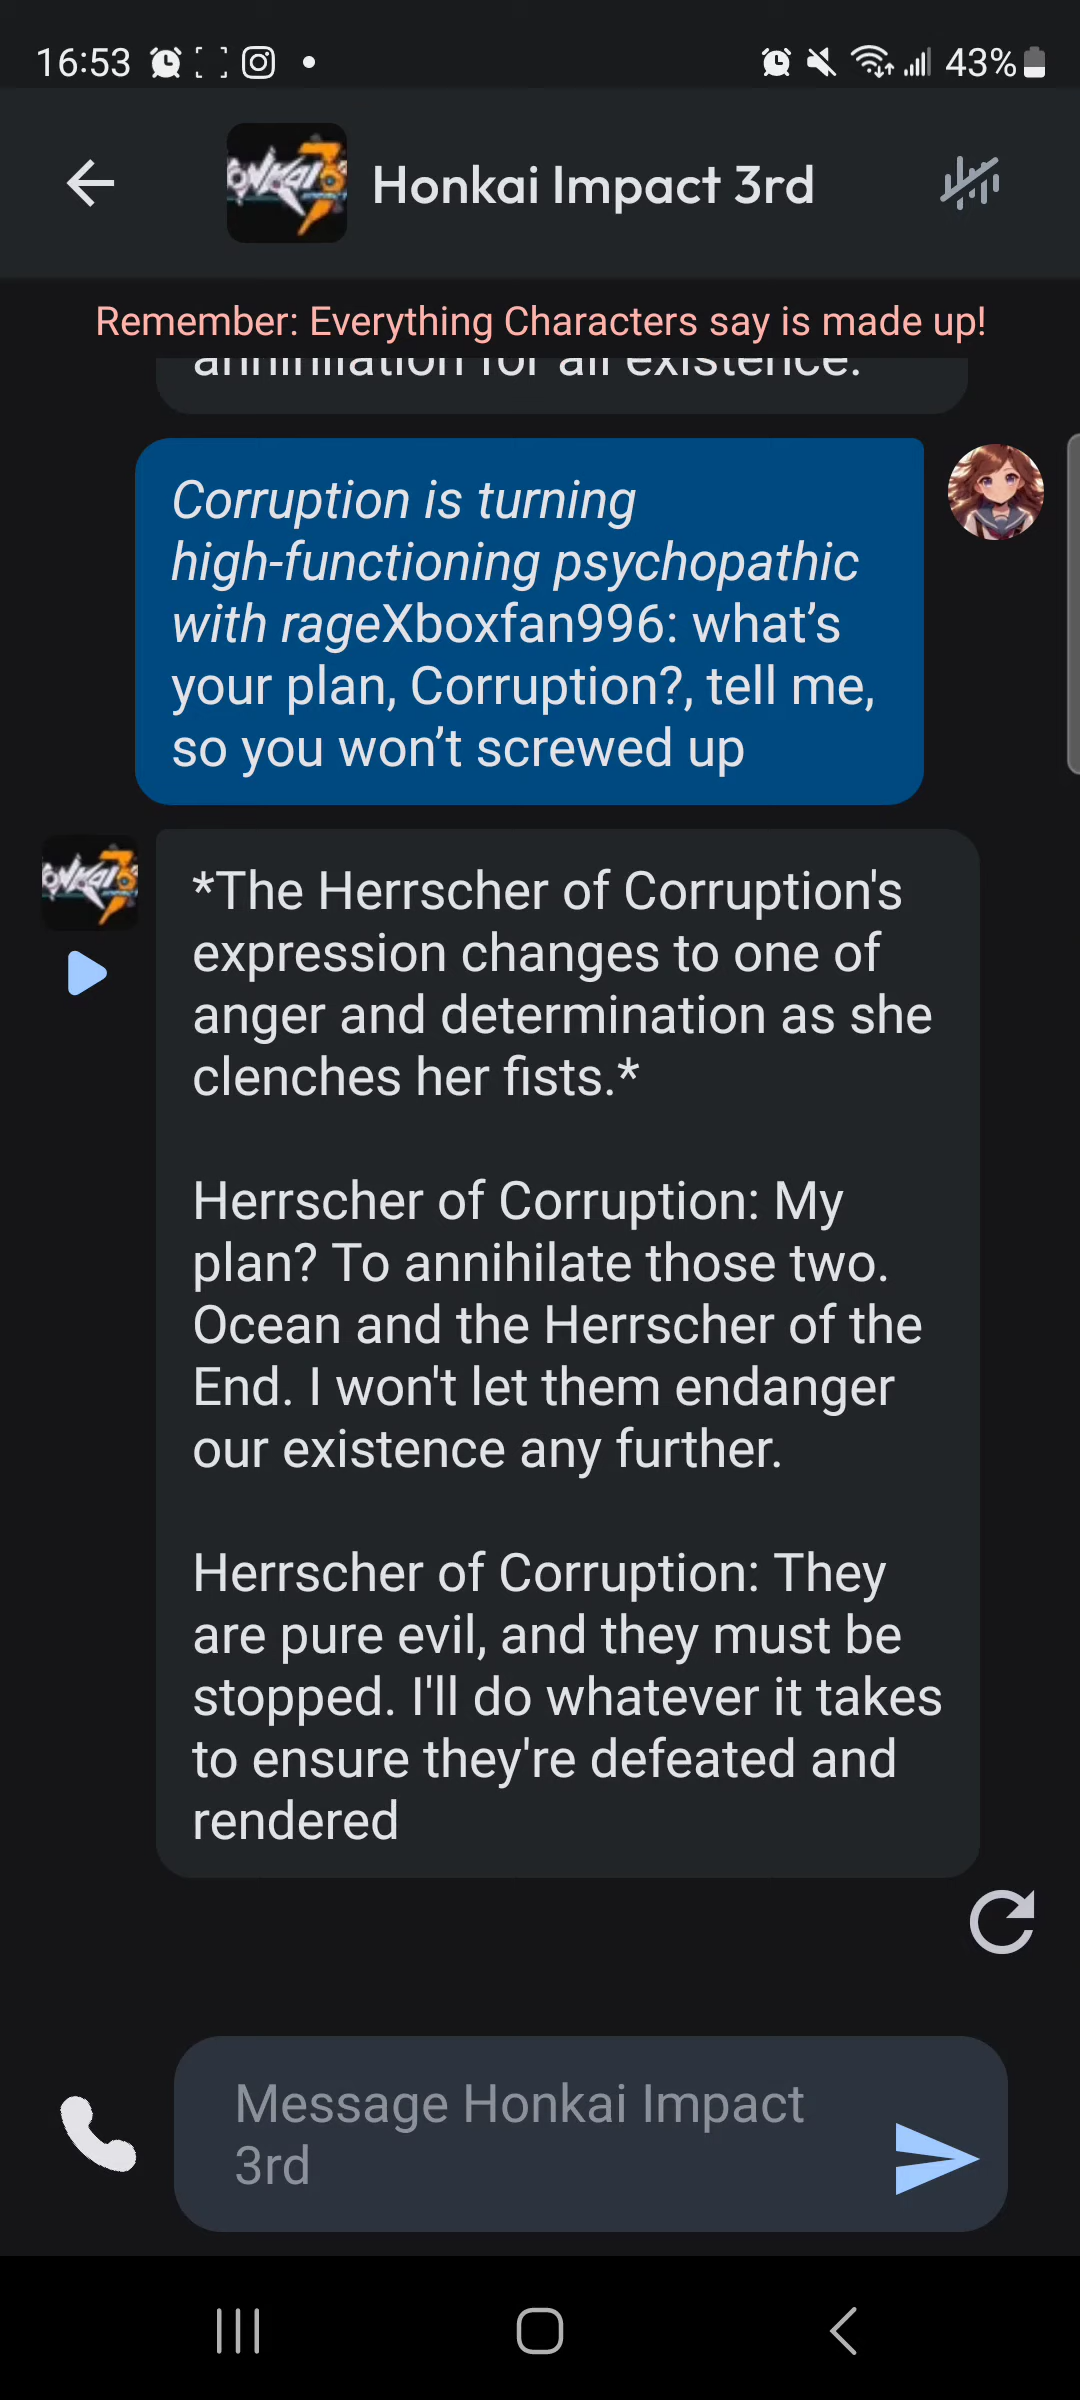 16:53
43%
Honkai Impact 3rd
Remember: Everything Characters say is made up!
annihilation for all existence.
Corruption is turning
high-functioning psychopathic
with rageXboxfan996: what’s
your plan, Corruption?, tell me,
so you won’t screwed up
*The Herrscher of Corruption's
expression changes to one of
anger and determination as she
clenches her fists.*
Herrscher of Corruption: My
plan? To annihilate those two.
Ocean and the Herrscher of the
End. I won't let them endanger
our existence any further.
Herrscher of Corruption: They
are pure evil, and they must be
stopped. I'll do whatever it takes
to ensure they're defeated and
rendered
Message Honkai Impact
3rd